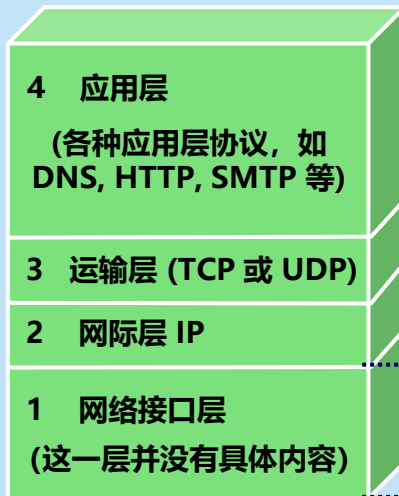 4 应用层
(各种应用层协议，如
DNS, HTTP, SMTP 等)
3 运输层 (TCP 或 UDP)
2 网际层 IP
1 网络接口层
(这一层并没有具体内容)